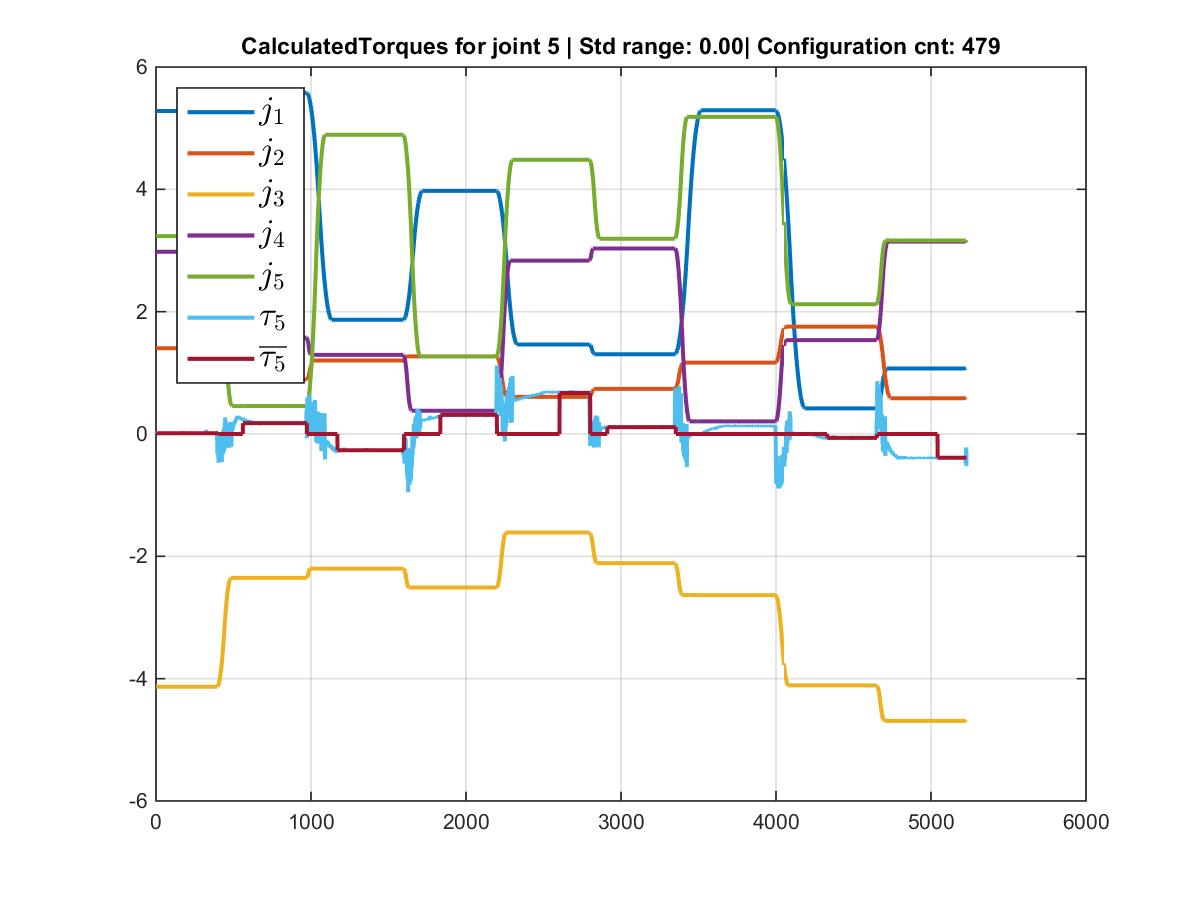 CalculatedTorques for joint 5 | Std range: 0.00| Configuration cnt: 479
6
4
2
0
-2
-4
-6
j₁
j₂
j₃
j₄
j₅
τ₅
τ̅₅̅
0 1000 2000 3000 4000 5000 6000